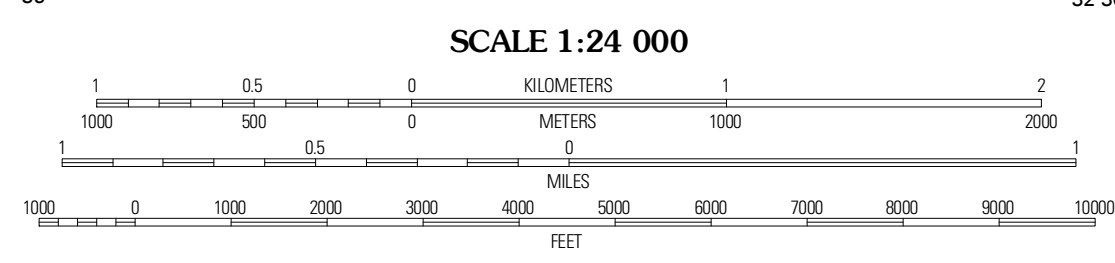 SCALE 1:24 000
1 0.5 0 KILOMETERS 1 2
1000 500 0 METERS 1000 2000
1 0.5 0 1
MILES
1000 0 1000 2000 3000 4000 5000 6000 7000 8000 9000 10000
FEET